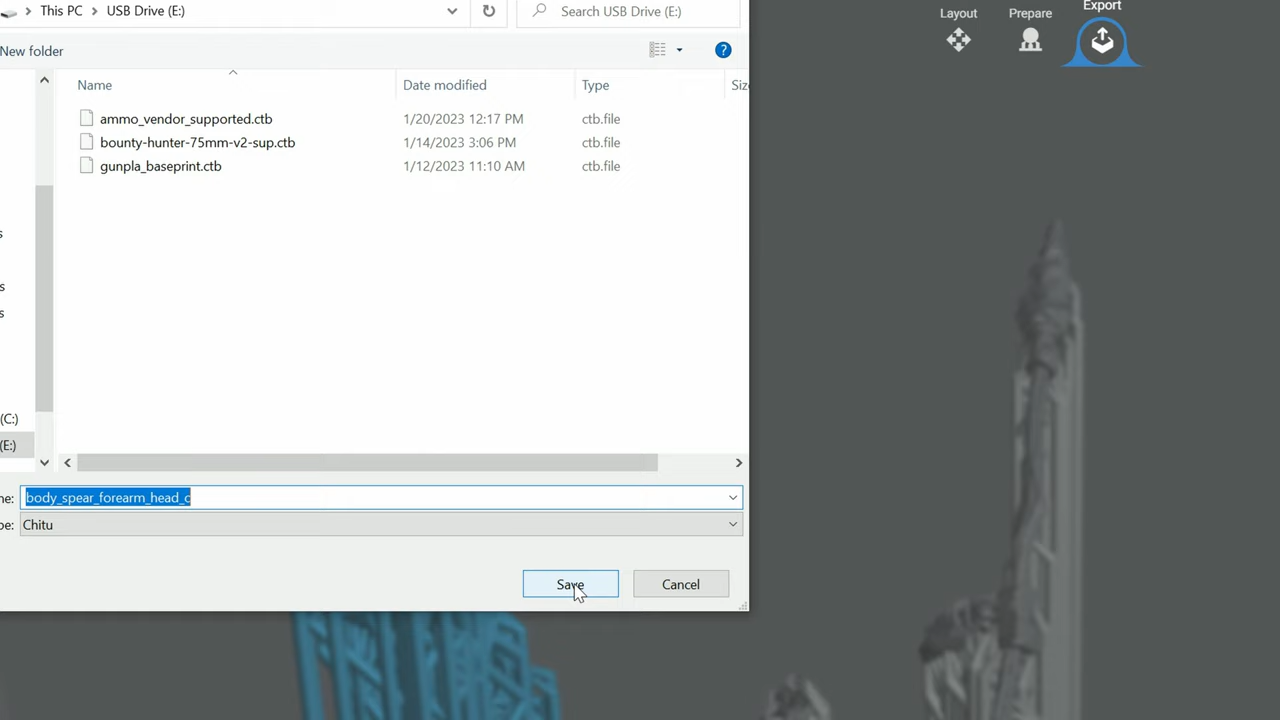 This PC > USB Drive (E:)
Search USB Drive (E:)
Layout
Prepare
Export
New folder
?
Name
Date modified
Type
ammo_vendor_supported.ctb
1/20/2023 12:17 PM
ctb.file
bounty-hunter-75mm-v2-sup.ctb
1/14/2023 3:06 PM
ctb.file
gunpla_baseprint.ctb
1/12/2023 11:10 AM
ctb.file
(C:)
(E:)
body_spear_forearm_head_c
Chitu
Save
Cancel